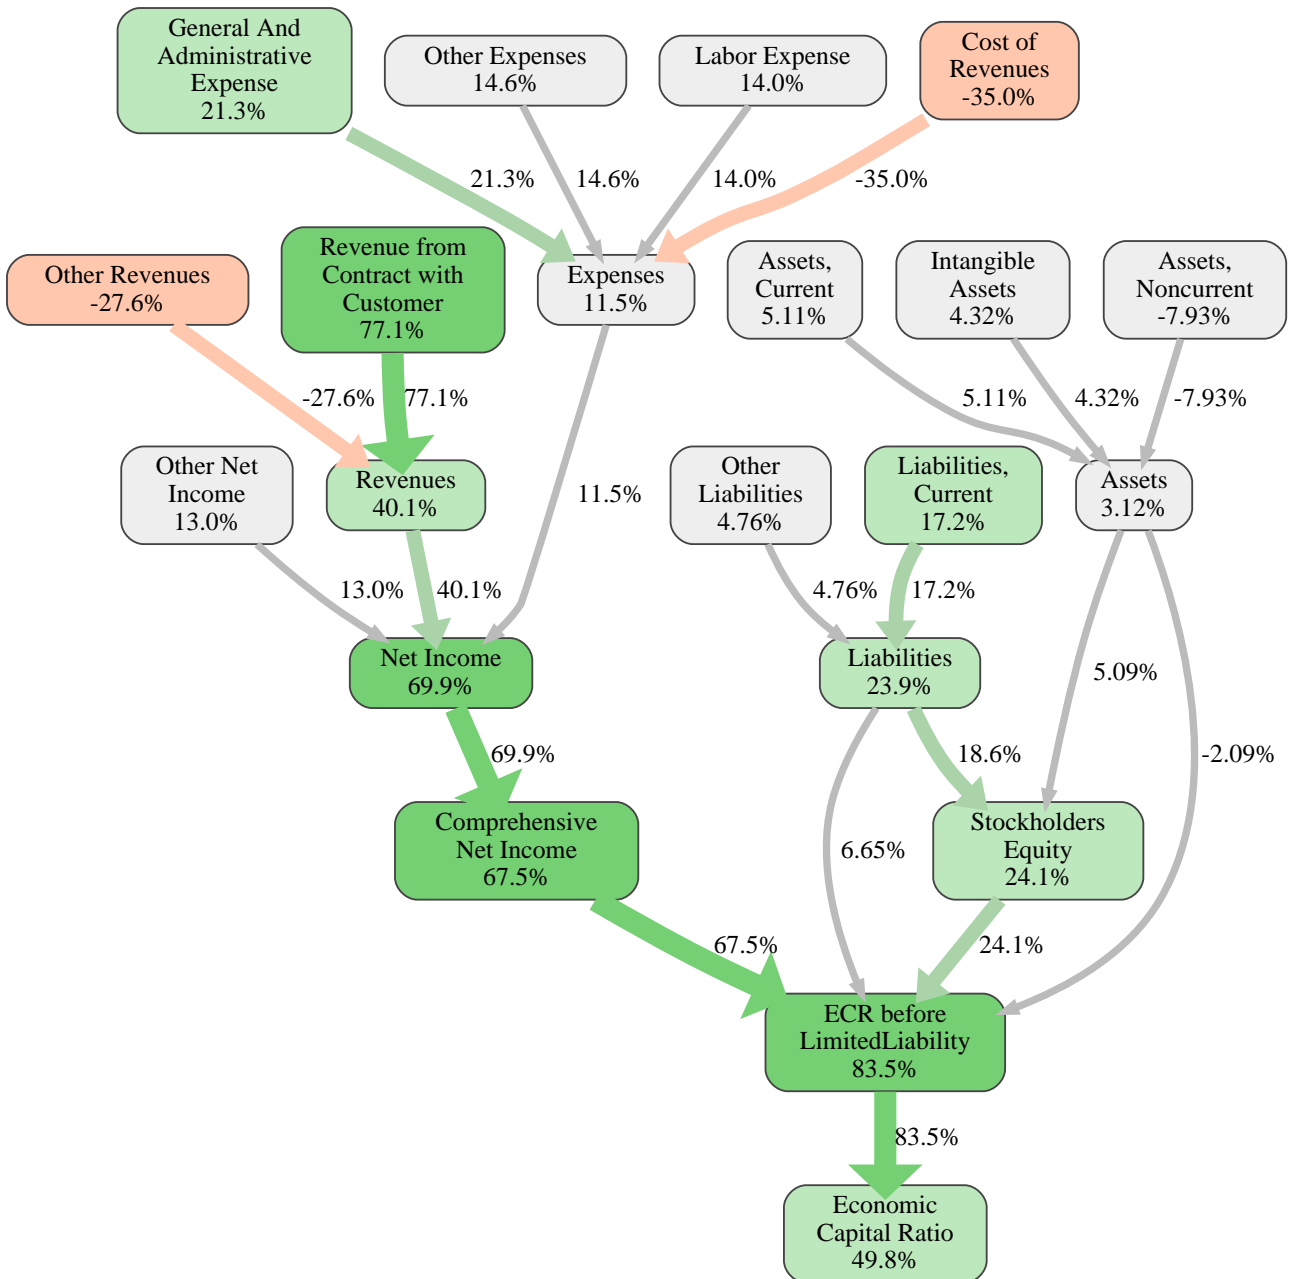 General And
Administrative
Expense
21.3%
Other Expenses
14.6%
Labor Expense
14.0%
Cost of
Revenues
-35.0%
21.3%
14.6%
14.0%
-35.0%
Other Revenues
-27.6%
Revenue from
Contract with
Customer
77.1%
Expenses
11.5%
Assets,
Current
5.11%
Intangible
Assets
4.32%
Assets,
Noncurrent
-7.93%
-27.6%
77.1%
5.11%
4.32%
-7.93%
Other Net
Income
13.0%
Revenues
40.1%
11.5%
Other
Liabilities
4.76%
Liabilities,
Current
17.2%
Assets
3.12%
13.0%
40.1%
4.76%
17.2%
Net Income
69.9%
Liabilities
23.9%
5.09%
69.9%
18.6%
-2.09%
Comprehensive
Net Income
67.5%
6.65%
Stockholders
Equity
24.1%
67.5%
24.1%
ECR before
LimitedLiability
83.5%
83.5%
Economic
Capital Ratio
49.8%